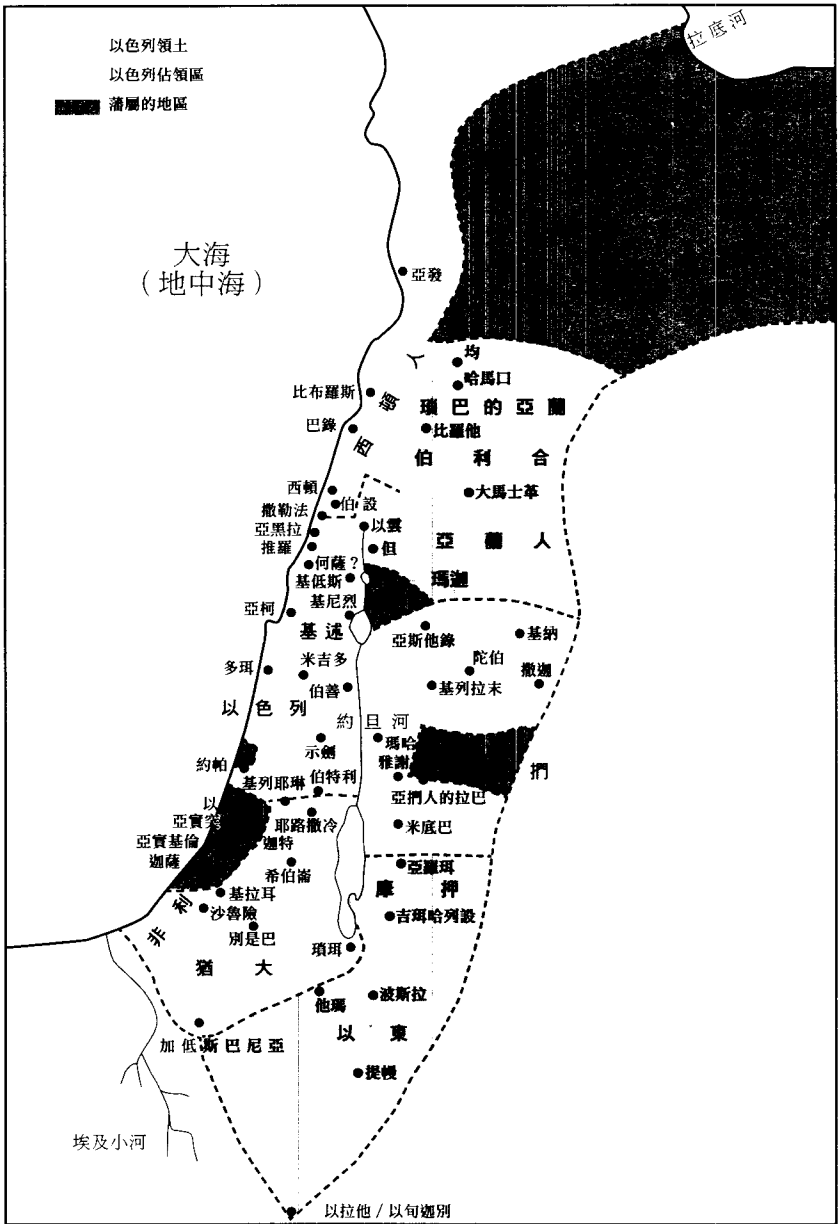 拉底河
以色列領土
以色列佔領區
藩屬的地區
大海
（地中海）
亞發
均
哈馬口
人
頓
西
比布羅斯
瑣巴的亞蘭
巴錄
比羅他
伯利合
西頓
大馬士革
伯設
撒勒法
亞黑拉
以雲
推羅
亞蘭人
但
何薩？
基低斯
瑪迦
基尼烈
亞柯
基述
亞斯他錄
基納
米吉多
陀伯
多珥
撒迦
伯善
基列拉末
以色列
約旦河
示劍
瑪哈
雅謝
約帕
捫
基列耶琳
伯特利
亞捫人的拉巴
以
亞實突
耶路撒冷
米底巴
亞實基倫
迦特
迦薩
希伯崙
亞羅珥
基拉耳
摩押
利
沙魯險
吉珥哈列設
非
別是巴
瑣珥
猶大
他瑪
波斯拉
以東
加低斯巴尼亞
提幔
埃及小河
以拉他 / 以旬迦別